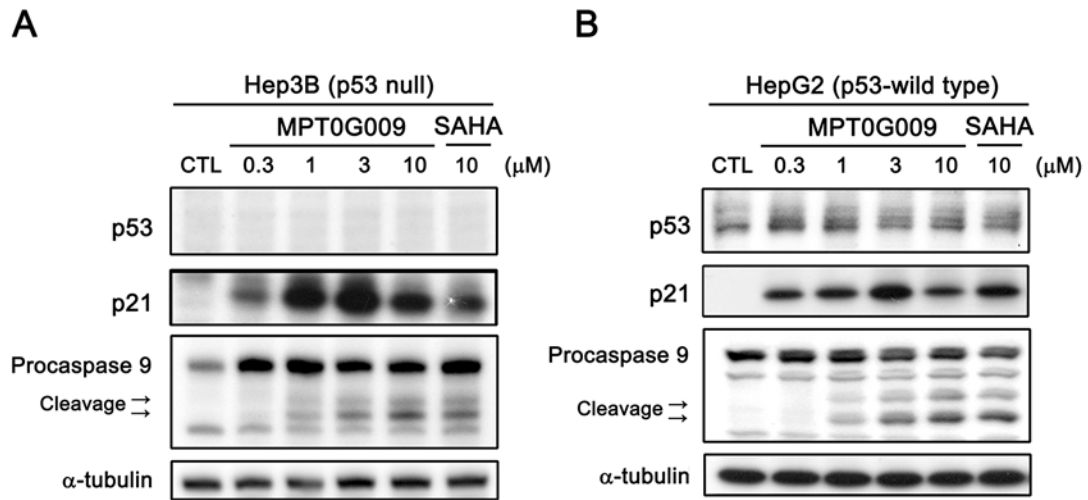 A
Hep3B (p53 null)
MPT0G009 SAHA
CTL 0.3 1 3 10 10 (μM)
p53
p21
Procaspase 9
Cleavage → →
α-tubulin
B
HepG2 (p53-wild type)
MPT0G009 SAHA
CTL 0.3 1 3 10 10 (μM)
p53
p21
Procaspase 9
Cleavage → →
α-tubulin